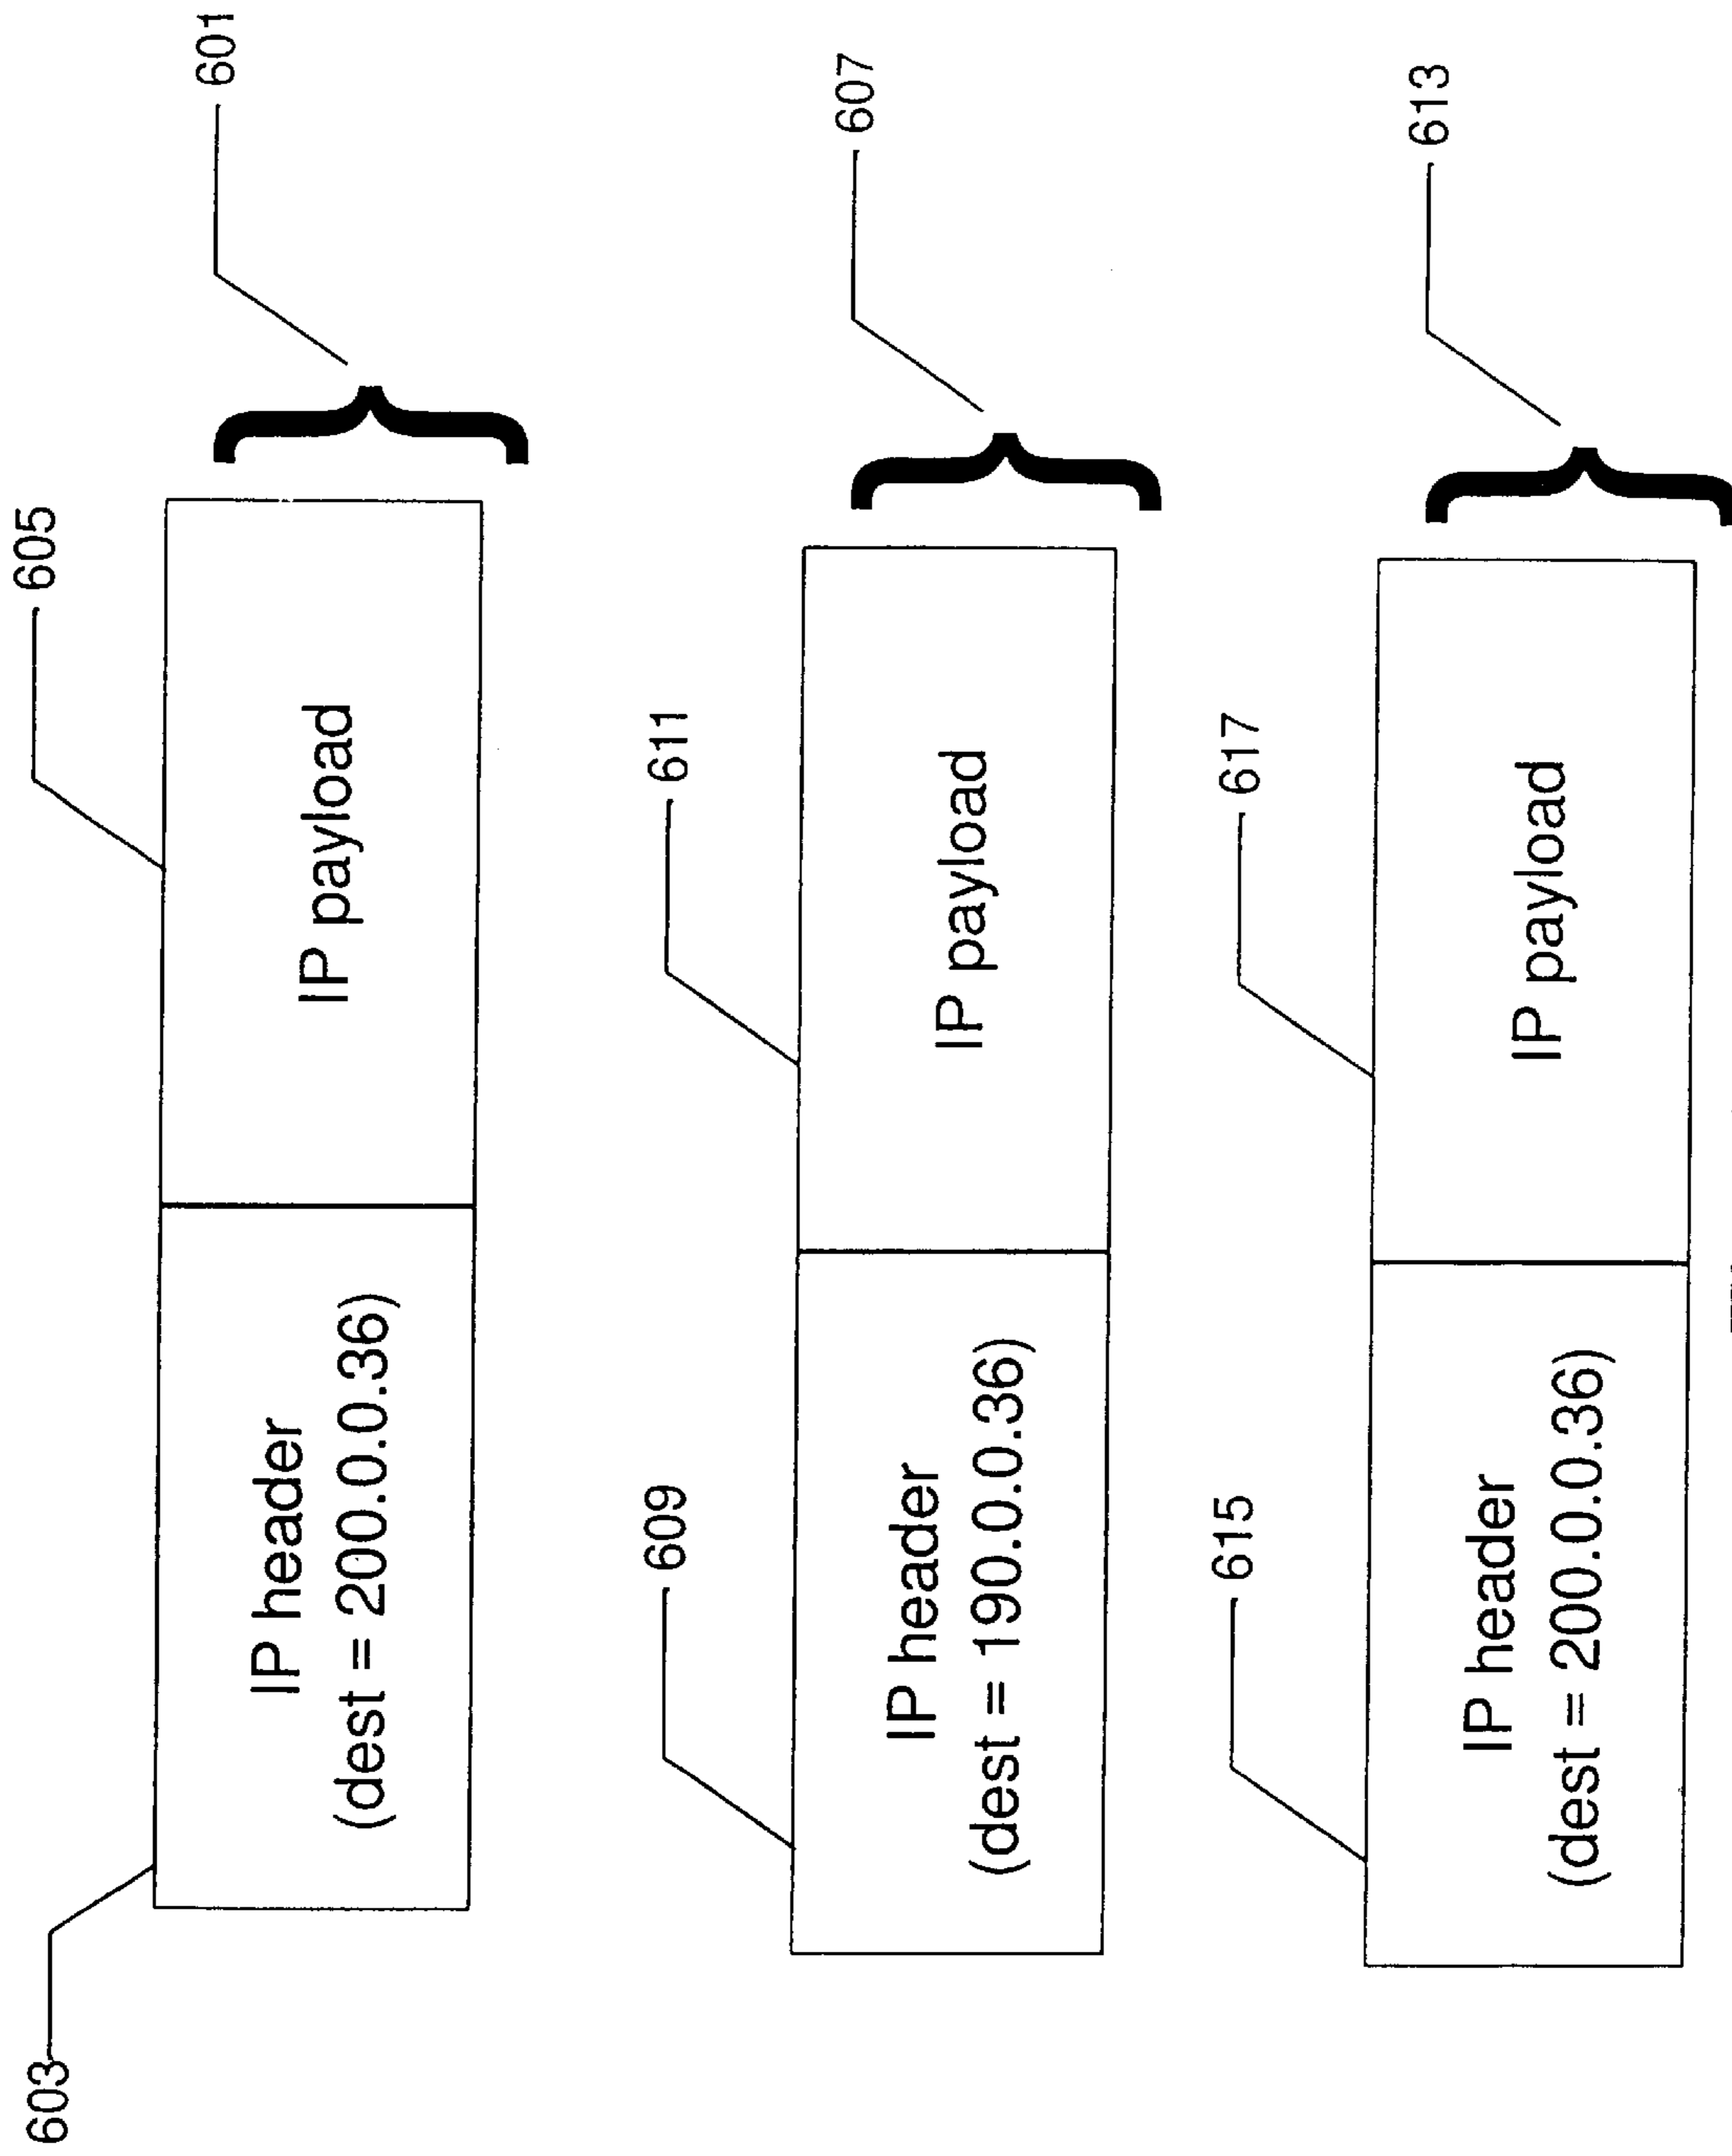 601
605
603
IP header
(dest = 200.0.0.36)
IP payload
607
611
609
IP header
(dest = 190.0.0.36)
IP payload
613
617
615
IP header
(dest = 200.0.0.36)
IP payload